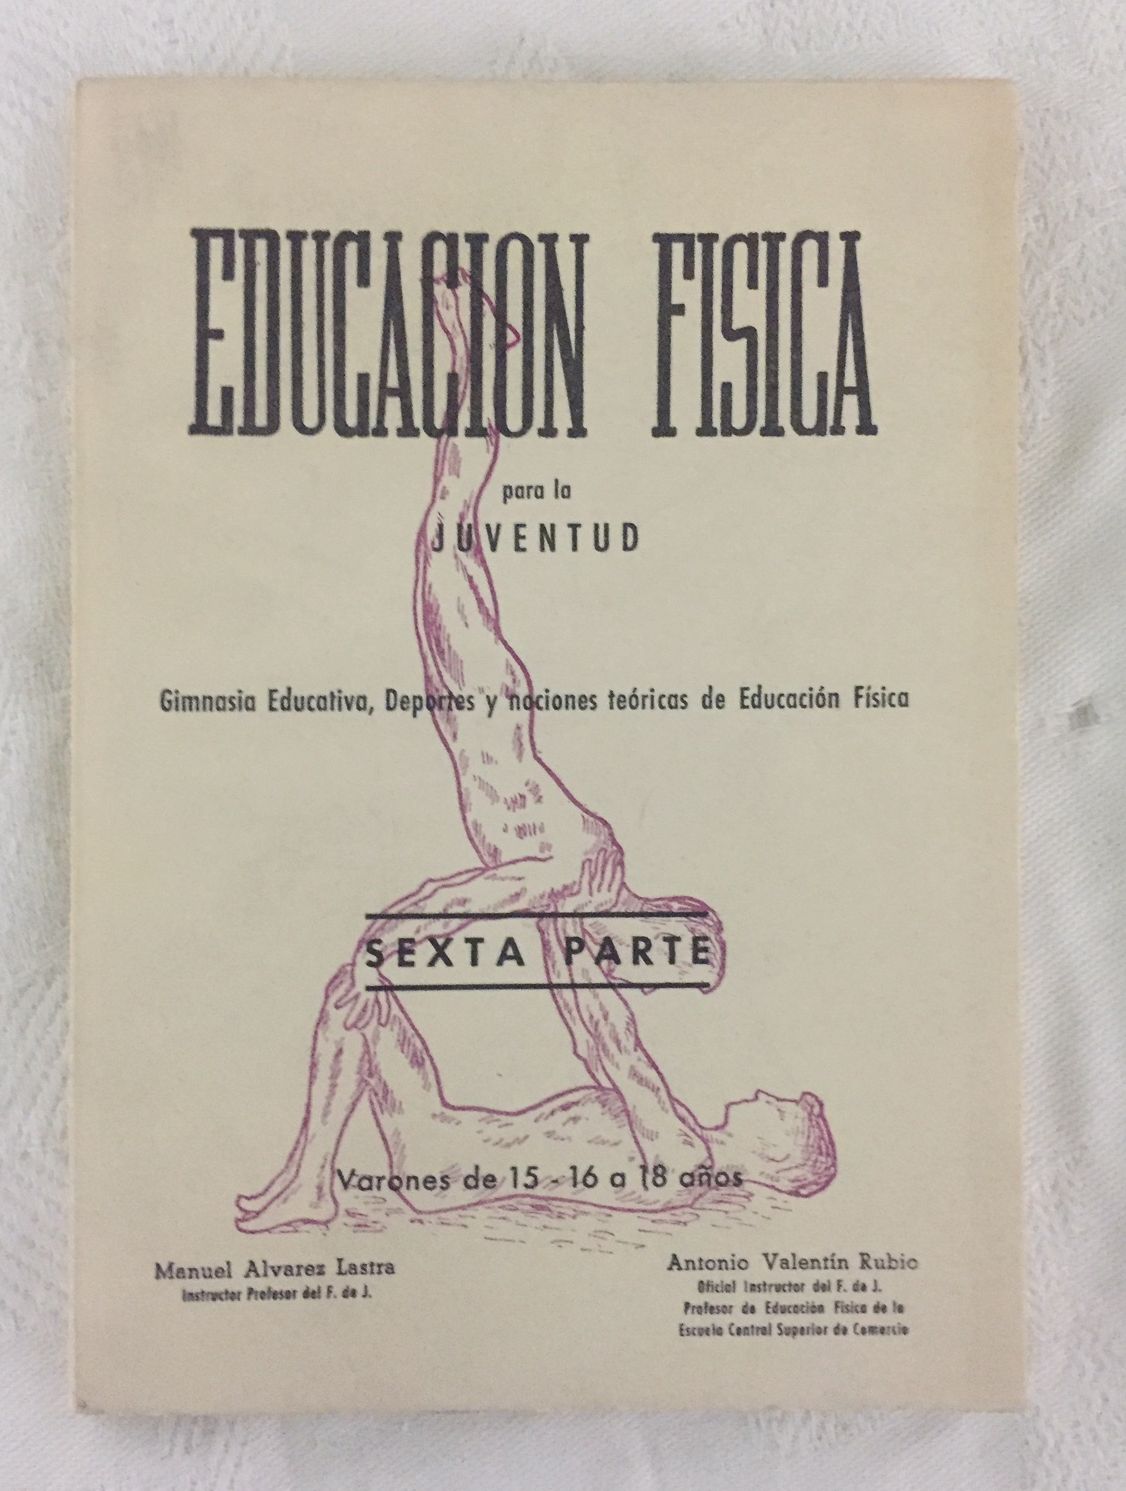 EDUCACION FISICA
para la
JUVENTUD
Gimnasia Educativa, Deportes y nociones teóricas de Educación Física
SEXTA PARTE
Varones de 15 - 16 a 18 años
Manuel Alvarez Lastra
Instructor Profesor del F. de J.
Antonio Valentín Rubio
Oficial Instructor del F. de J.
Profesor de Educación Física de la
Escuela Central Superior de Comercio